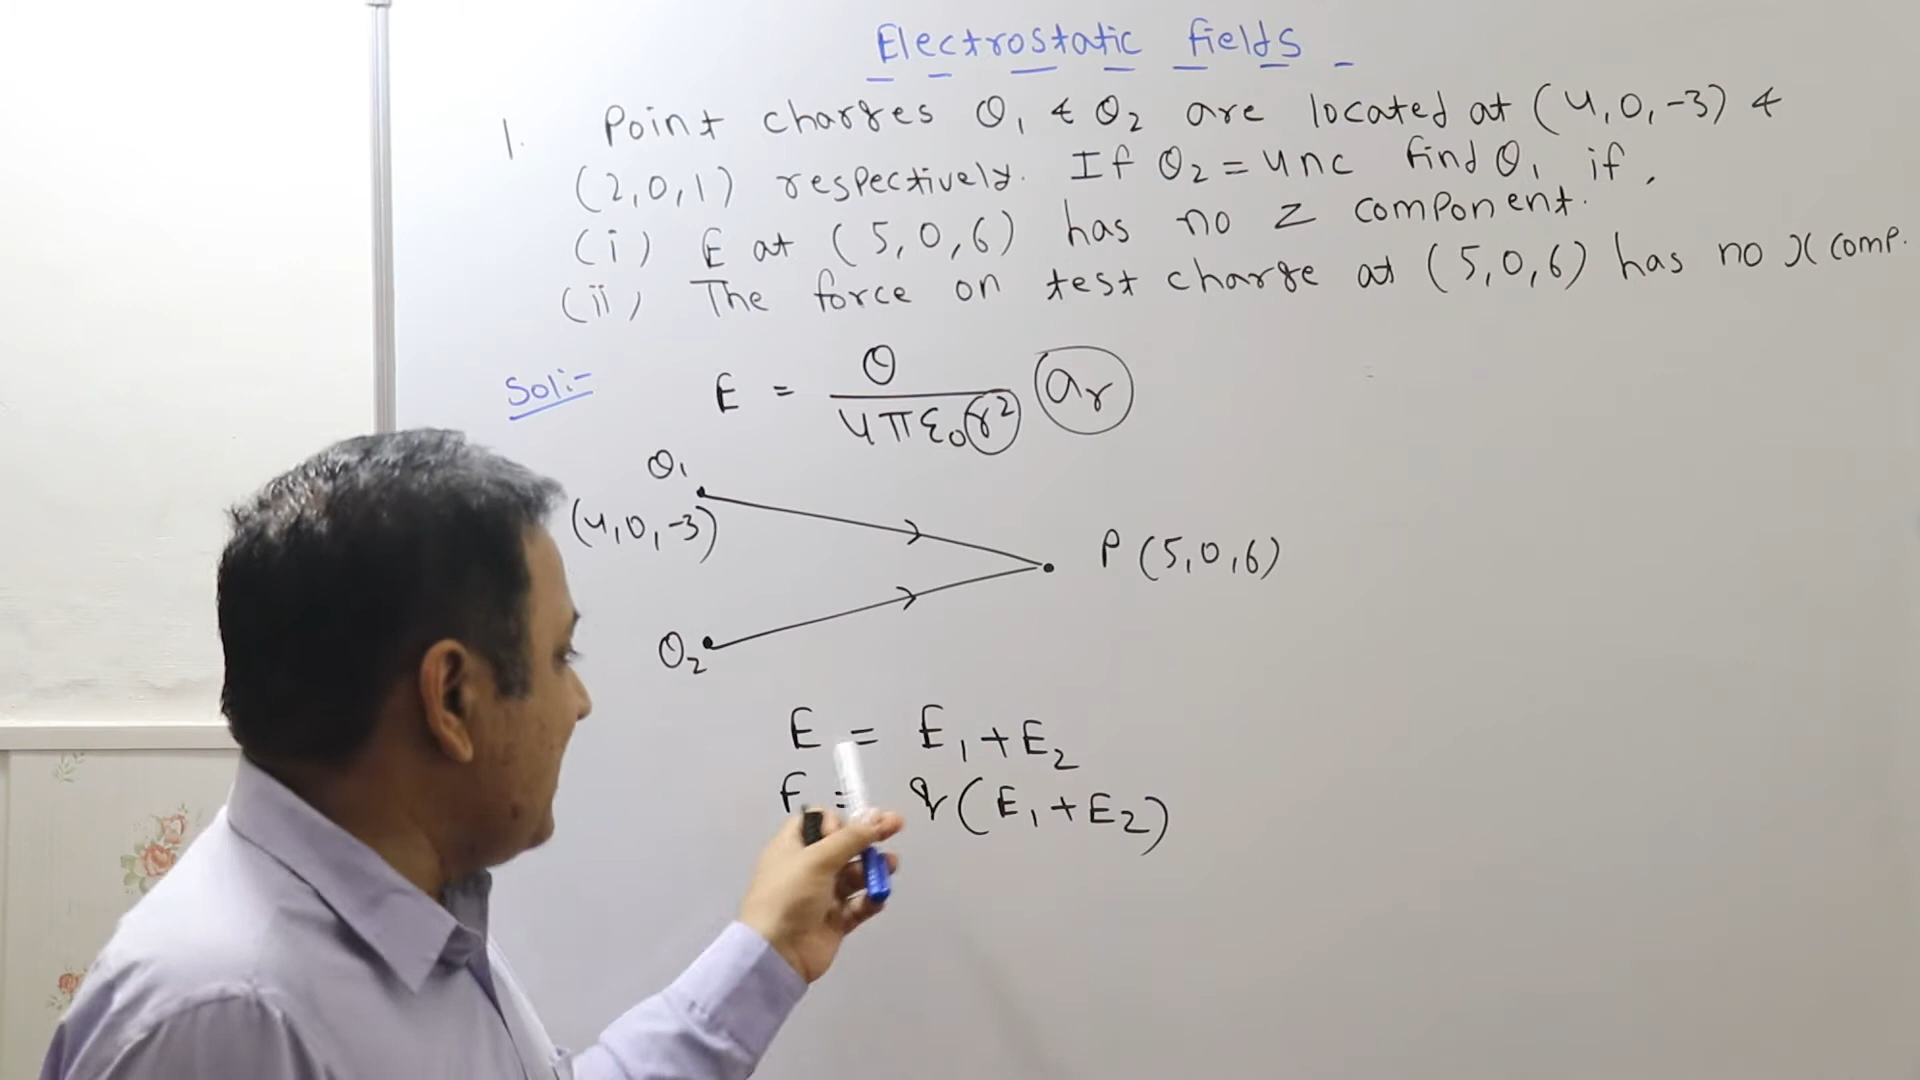 Electrostatic fields
1. Point charges Q₁ & Q₂ are located at (4,0,-3) &
(2,0,1) respectively. If Q₂ = 4nc find Q₁ if,
(i) E at (5,0,6) has no z component.
(ii) The force on test charge at (5,0,6) has no x comp.
Sol:-
E = Q / 4πε₀r² aᵣ
Q₁
(4,0,-3)
P (5,0,6)
Q₂
E = E₁+E₂
F = q(E₁+E₂)